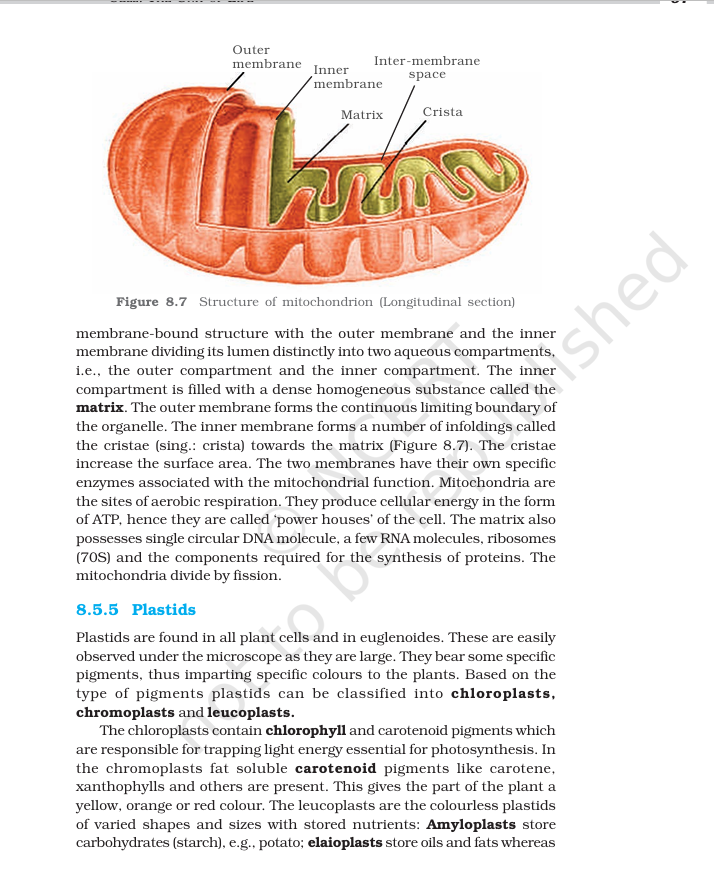 Outer
membrane
Inner
membrane
Inter-membrane
space
Matrix
Crista
Figure 8.7 Structure of mitochondrion (Longitudinal section)
membrane-bound structure with the outer membrane and the inner
membrane dividing its lumen distinctly into two aqueous compartments,
i.e., the outer compartment and the inner compartment. The inner
compartment is filled with a dense homogeneous substance called the
matrix. The outer membrane forms the continuous limiting boundary of
the organelle. The inner membrane forms a number of infoldings called
the cristae (sing.: crista) towards the matrix (Figure 8.7). The cristae
increase the surface area. The two membranes have their own specific
enzymes associated with the mitochondrial function. Mitochondria are
the sites of aerobic respiration. They produce cellular energy in the form
of ATP, hence they are called ‘power houses’ of the cell. The matrix also
possesses single circular DNA molecule, a few RNA molecules, ribosomes
(70S) and the components required for the synthesis of proteins. The
mitochondria divide by fission.
8.5.5 Plastids
Plastids are found in all plant cells and in euglenoides. These are easily
observed under the microscope as they are large. They bear some specific
pigments, thus imparting specific colours to the plants. Based on the
type of pigments plastids can be classified into chloroplasts,
chromoplasts and leucoplasts.
The chloroplasts contain chlorophyll and carotenoid pigments which
are responsible for trapping light energy essential for photosynthesis. In
the chromoplasts fat soluble carotenoid pigments like carotene,
xanthophylls and others are present. This gives the part of the plant a
yellow, orange or red colour. The leucoplasts are the colourless plastids
of varied shapes and sizes with stored nutrients: Amyloplasts store
carbohydrates (starch), e.g., potato; elaioplasts store oils and fats whereas
© NCERT
not to be republished